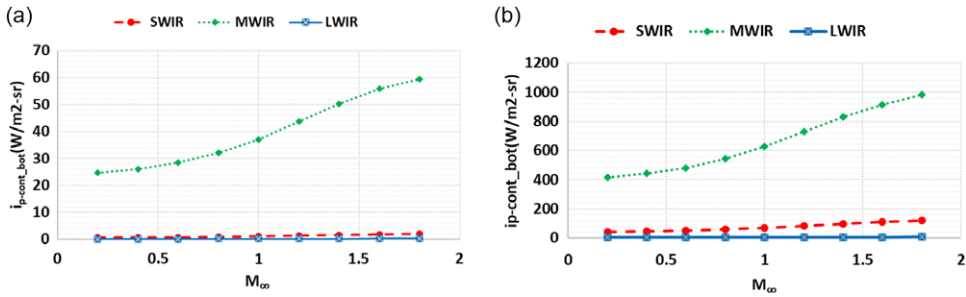 (a)
SWIR MWIR LWIR
70
60
50
40
30
20
10
0
0 0.5 1 1.5 2
ip-cont_bot(W/m2-sr)
M∞
(b)
SWIR MWIR LWIR
1200
1000
800
600
400
200
0
0 0.5 1 1.5 2
ip-cont_bot(W/m2-sr)
M∞